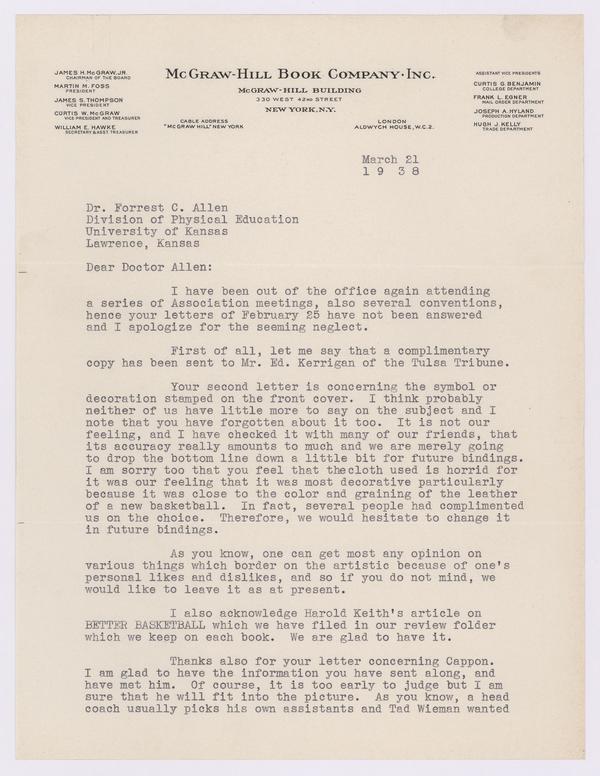 McGraw-Hill Book Company · Inc.
McGRAW-HILL BUILDING
330 WEST 42ND STREET
NEW YORK, N.Y.
JAMES H. McGRAW, JR.
CHAIRMAN OF THE BOARD
MARTIN M. FOSS
PRESIDENT
JAMES S. THOMPSON
VICE PRESIDENT
CURTIS W. McGRAW
VICE PRESIDENT AND TREASURER
WILLIAM E. HAWKE
SECRETARY & ASST. TREASURER
CABLE ADDRESS
"McGRAW HILL" NEW YORK
LONDON
ALDWYCH HOUSE, W.C. 2.
ASSISTANT VICE PRESIDENTS
CURTIS G. BENJAMIN
COLLEGE DEPARTMENT
FRANK L. EGNER
MAIL ORDER DEPARTMENT
JOSEPH A. HYLAND
PRODUCTION DEPARTMENT
HUGH J. KELLY
TRADE DEPARTMENT
March 21
1 9 3 8
Dr. Forrest C. Allen
Division of Physical Education
University of Kansas
Lawrence, Kansas
Dear Doctor Allen:
I have been out of the office again attending
a series of Association meetings, also several conventions,
hence your letters of February 25 have not been answered
and I apologize for the seeming neglect.
First of all, let me say that a complimentary
copy has been sent to Mr. Ed. Kerrigan of the Tulsa Tribune.
Your second letter is concerning the symbol or
decoration stamped on the front cover. I think probably
neither of us have little more to say on the subject and I
note that you have forgotten about it too. It is not our
feeling, and I have checked it with many of our friends, that
its accuracy really amounts to much and we are merely going
to drop the bottom line down a little bit for future bindings.
I am sorry too that you feel that thecloth used is horrid for
it was our feeling that it was most decorative particularly
because it was close to the color and graining of the leather
of a new basketball. In fact, several people had complimented
us on the choice. Therefore, we would hesitate to change it
in future bindings.
As you know, one can get most any opinion on
various things which border on the artistic because of one's
personal likes and dislikes, and so if you do not mind, we
would like to leave it as at present.
I also acknowledge Harold Keith's article on
BETTER BASKETBALL which we have filed in our review folder
which we keep on each book. We are glad to have it.
Thanks also for your letter concerning Cappon.
I am glad to have the information you have sent along, and
have met him. Of course, it is too early to judge but I am
sure that he will fit into the picture. As you know, a head
coach usually picks his own assistants and Tad Wieman wanted